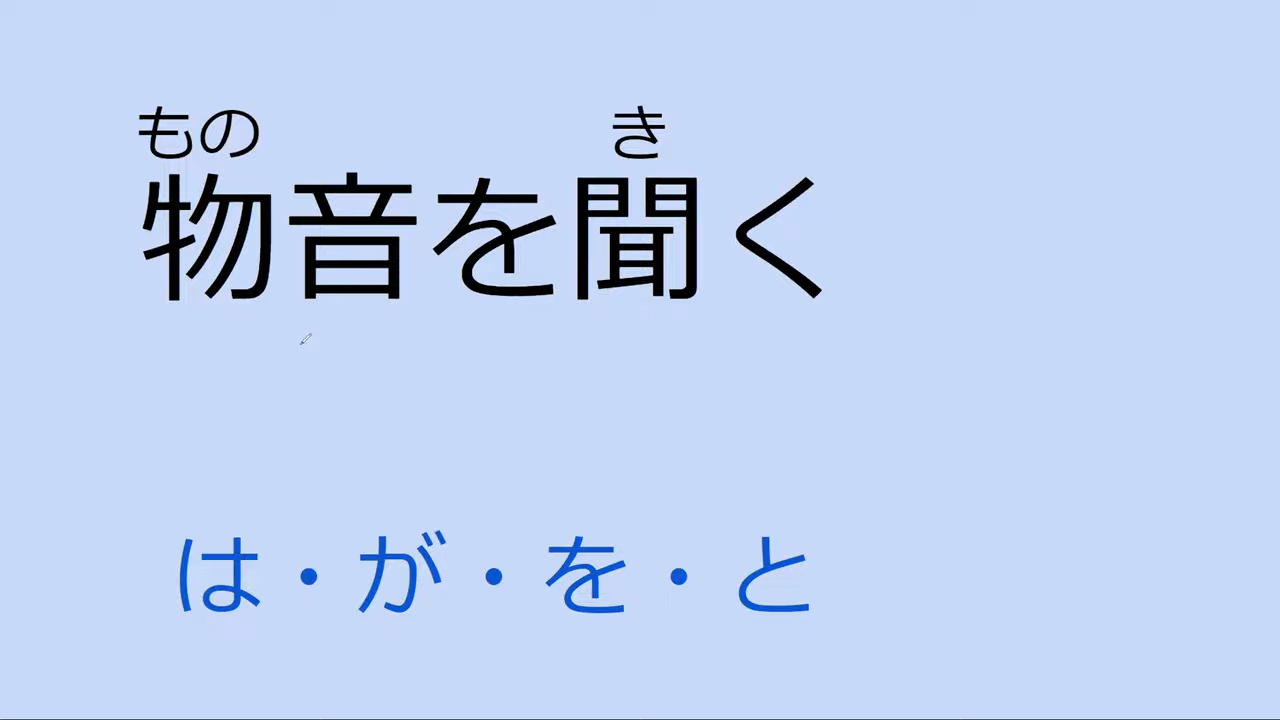 もの き
物音を聞く
は・が・を・と